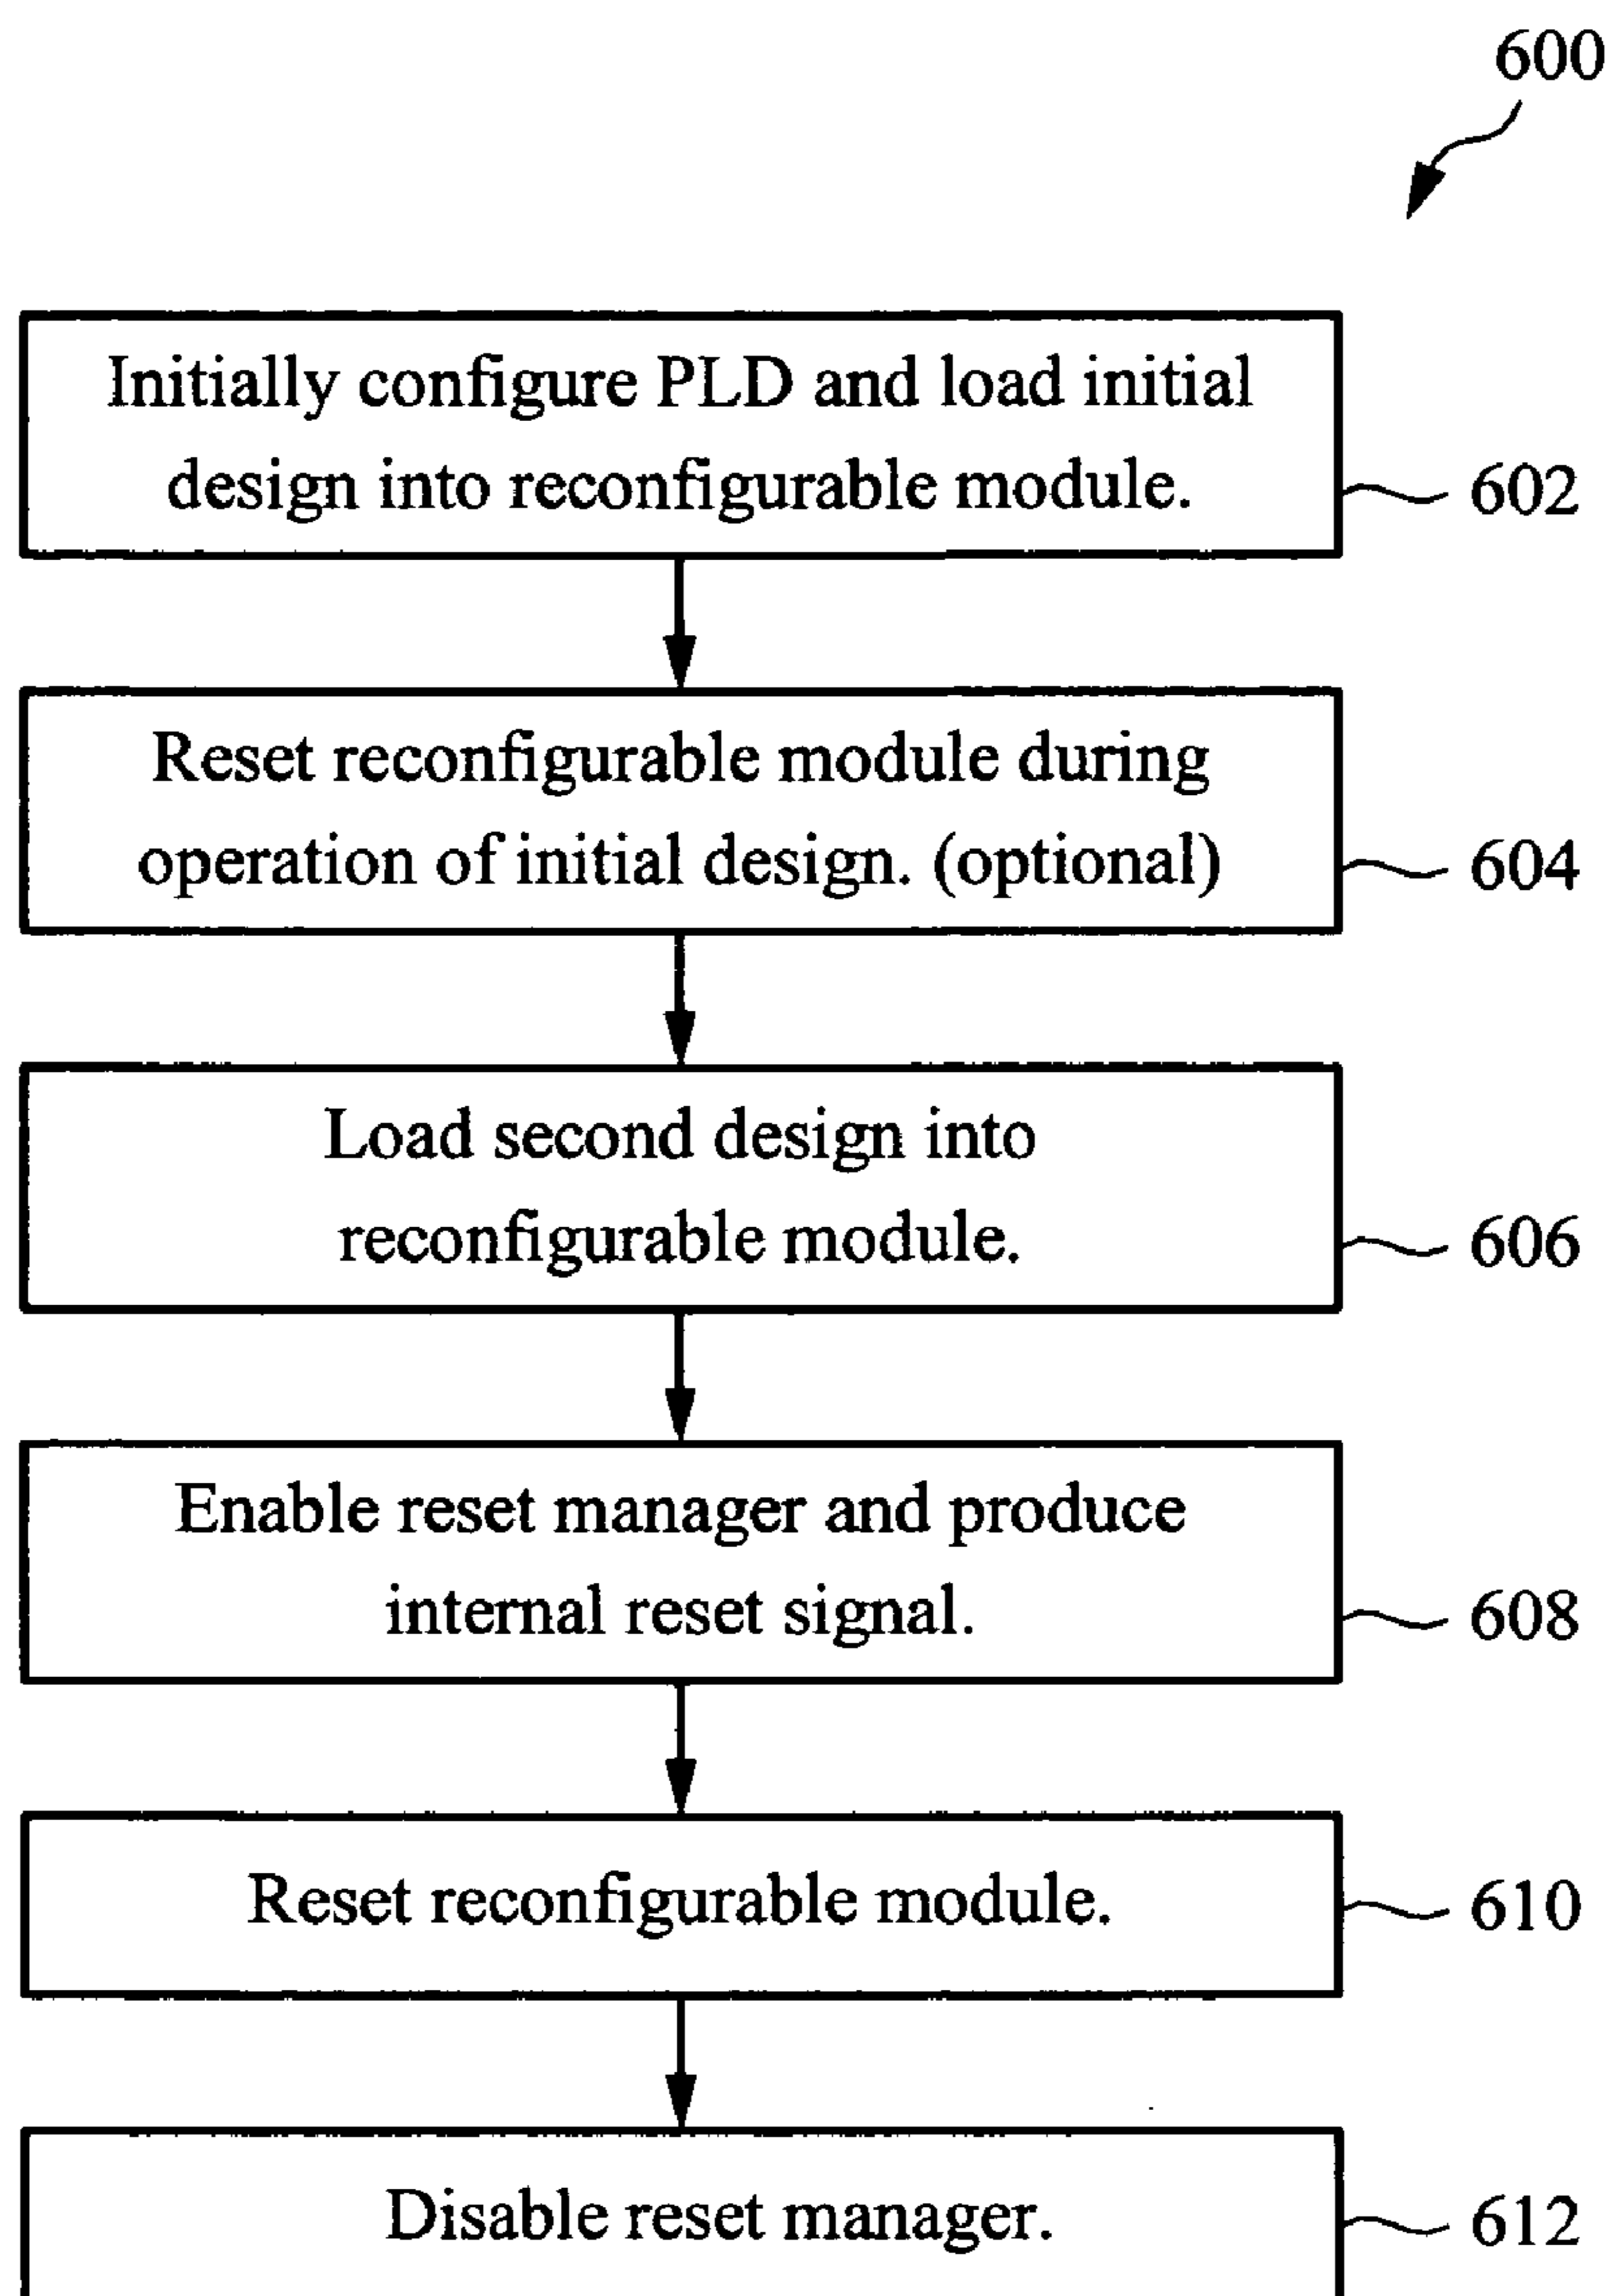 600
Initially configure PLD and load initial
design into reconfigurable module.
602
Reset reconfigurable module during
operation of initial design. (optional)
604
Load second design into
reconfigurable module.
606
Enable reset manager and produce
internal reset signal.
608
Reset reconfigurable module.
610
Disable reset manager.
612